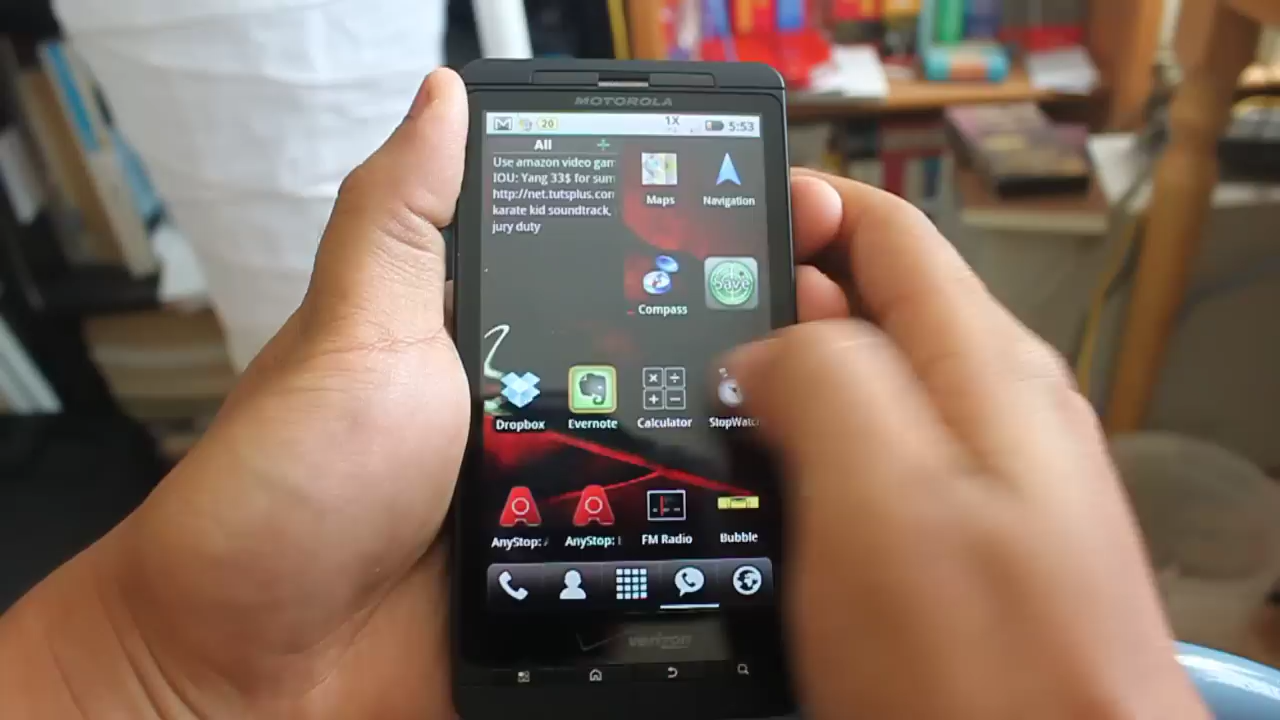 MOTOROLA
20
1X
5:53
All +
Use amazon video gam
IOU: Yang 33$ for sum
http://net.tutsplus.com
karate kid soundtrack,
jury duty
Maps
Navigation
Compass
Save
Dropbox
Evernote
Calculator
StopWatc
AnyStop:
AnyStop:
FM Radio
Bubble
verizon